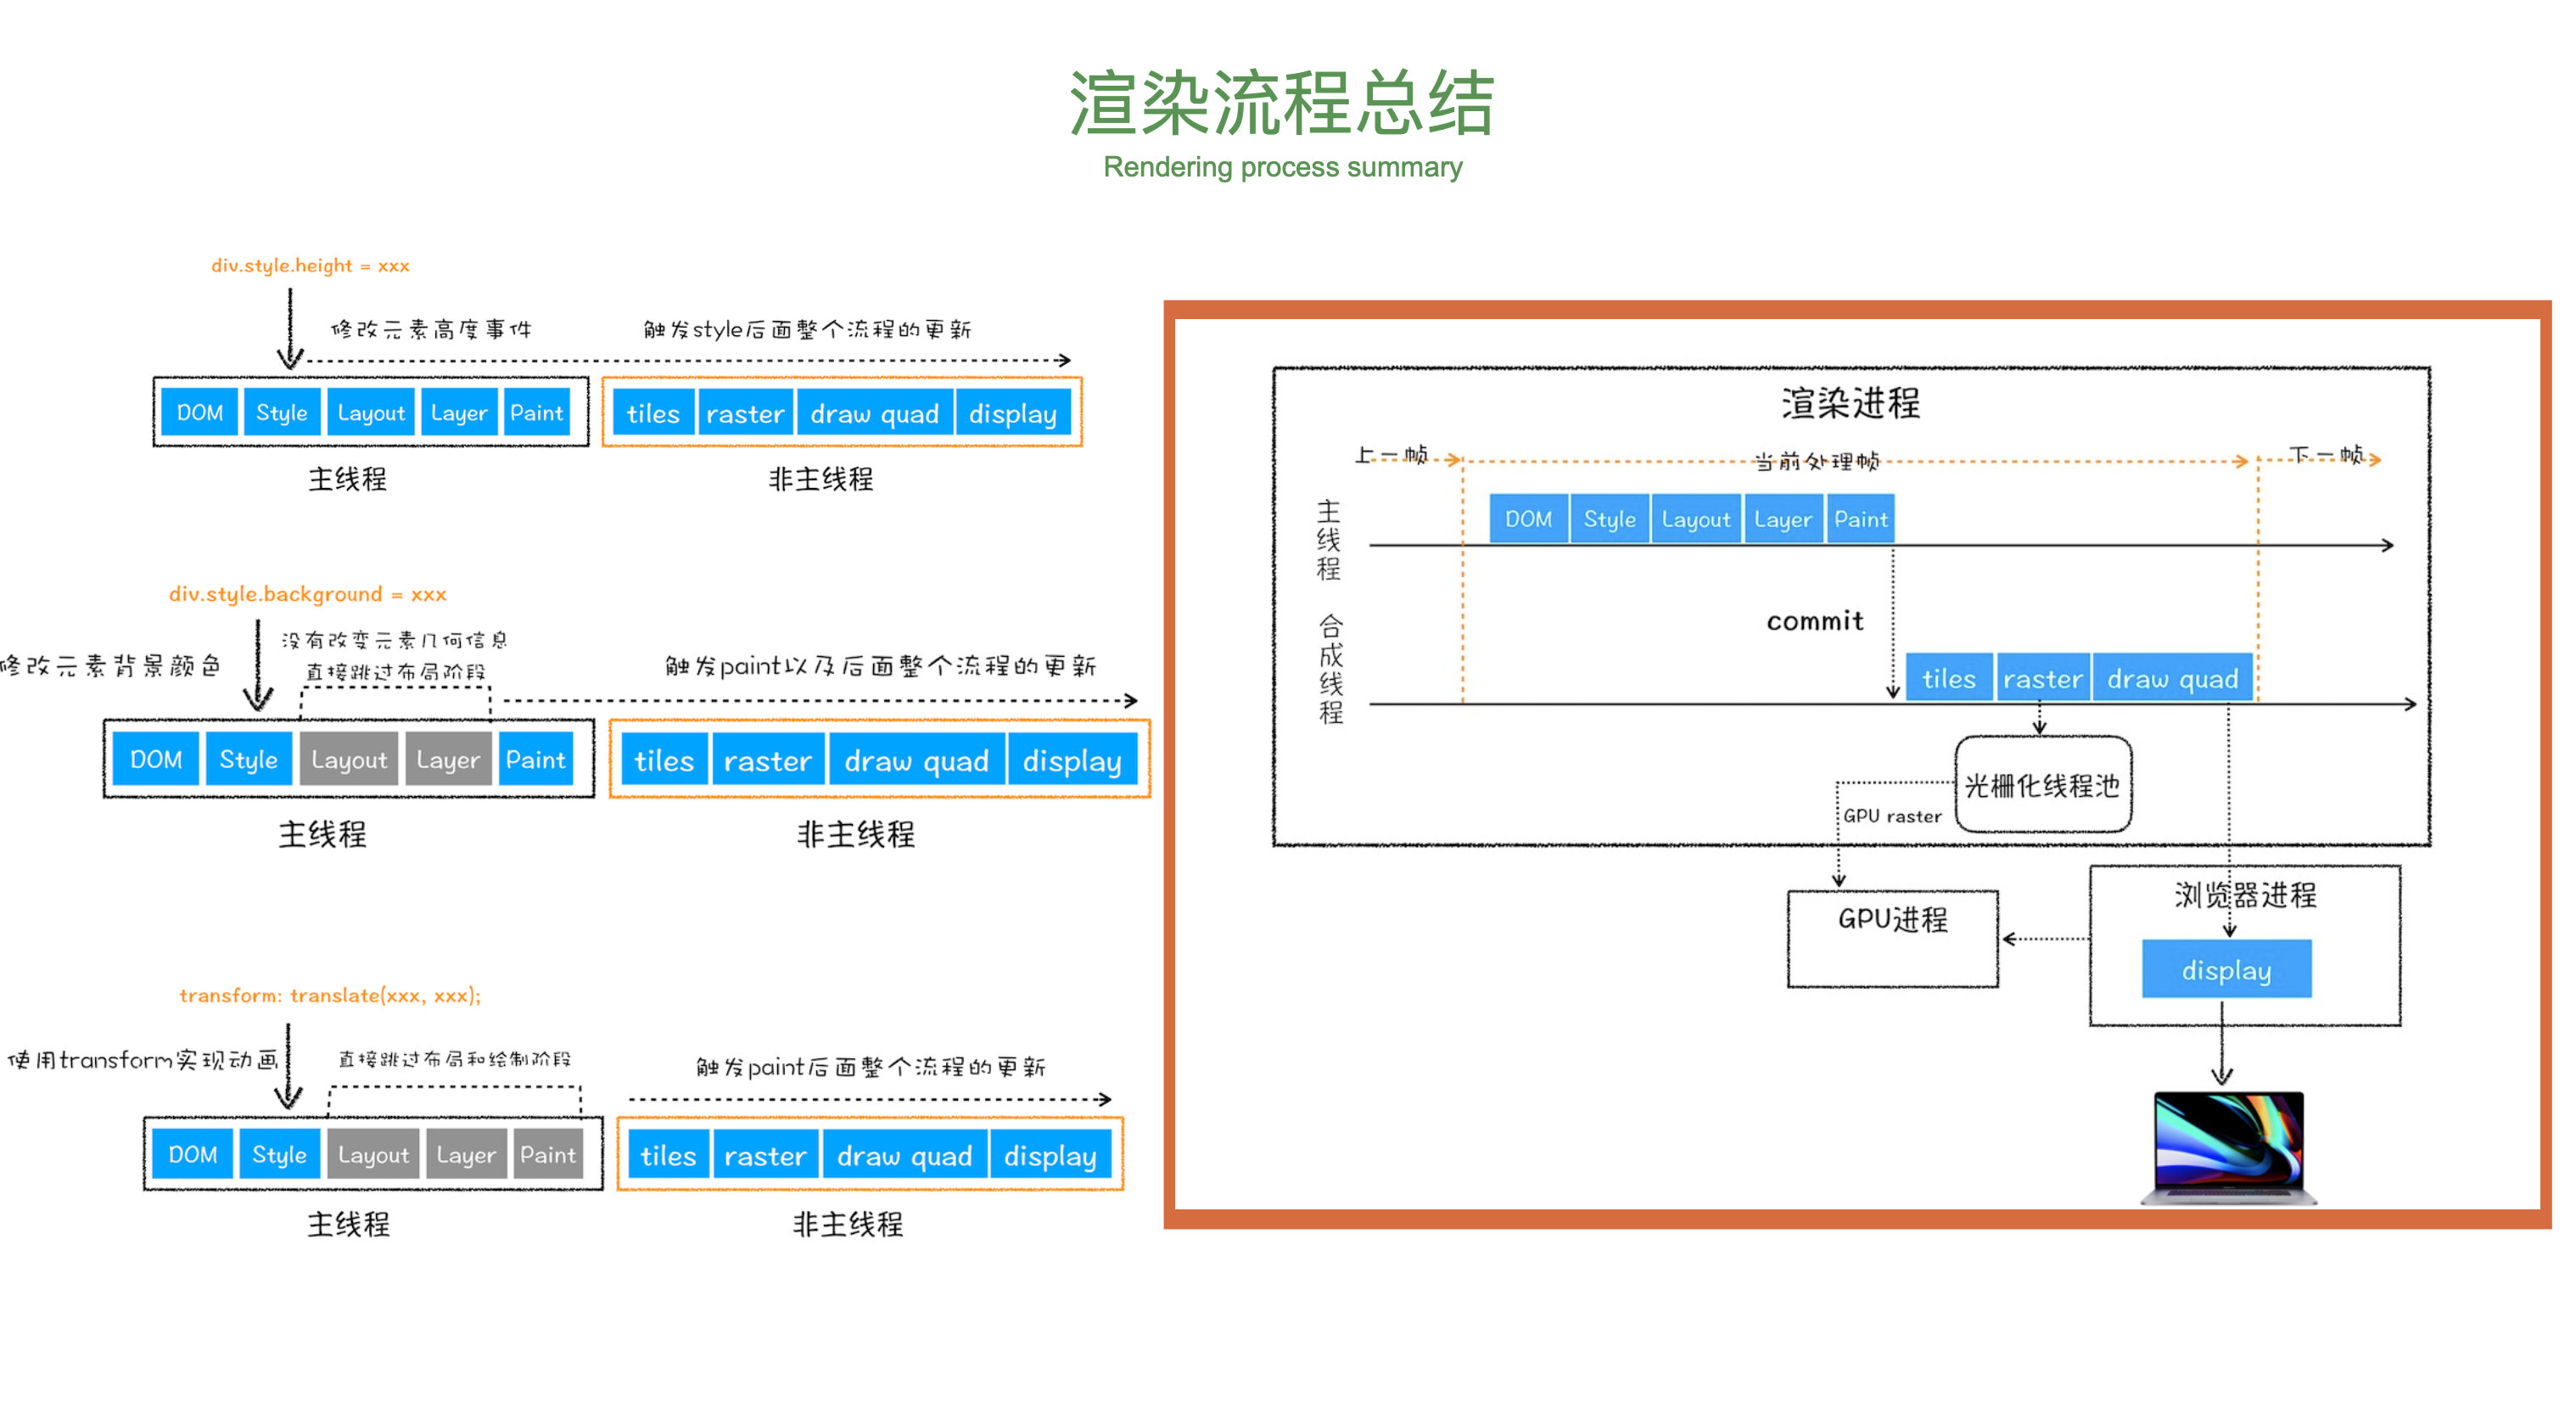 渲染流程总结
Rendering process summary
div.style.height = xxx
修改元素高度事件
触发style后面整个流程的更新
DOM Style Layout Layer Paint
tiles raster draw quad display
主线程
非主线程
div.style.background = xxx
修改元素背景颜色
没有改变元素几何信息
直接跳过布局阶段
触发paint以及后面整个流程的更新
DOM Style Layout Layer Paint
tiles raster draw quad display
主线程
非主线程
transform: translate(xxx, xxx);
使用transform实现动画
直接跳过布局和绘制阶段
触发paint后面整个流程的更新
DOM Style Layout Layer Paint
tiles raster draw quad display
主线程
非主线程
渲染进程
上一帧
当前处理帧
下一帧
主线程
DOM Style Layout Layer Paint
commit
合成线程
tiles raster draw quad
光栅化线程池
GPU raster
GPU进程
浏览器进程
display